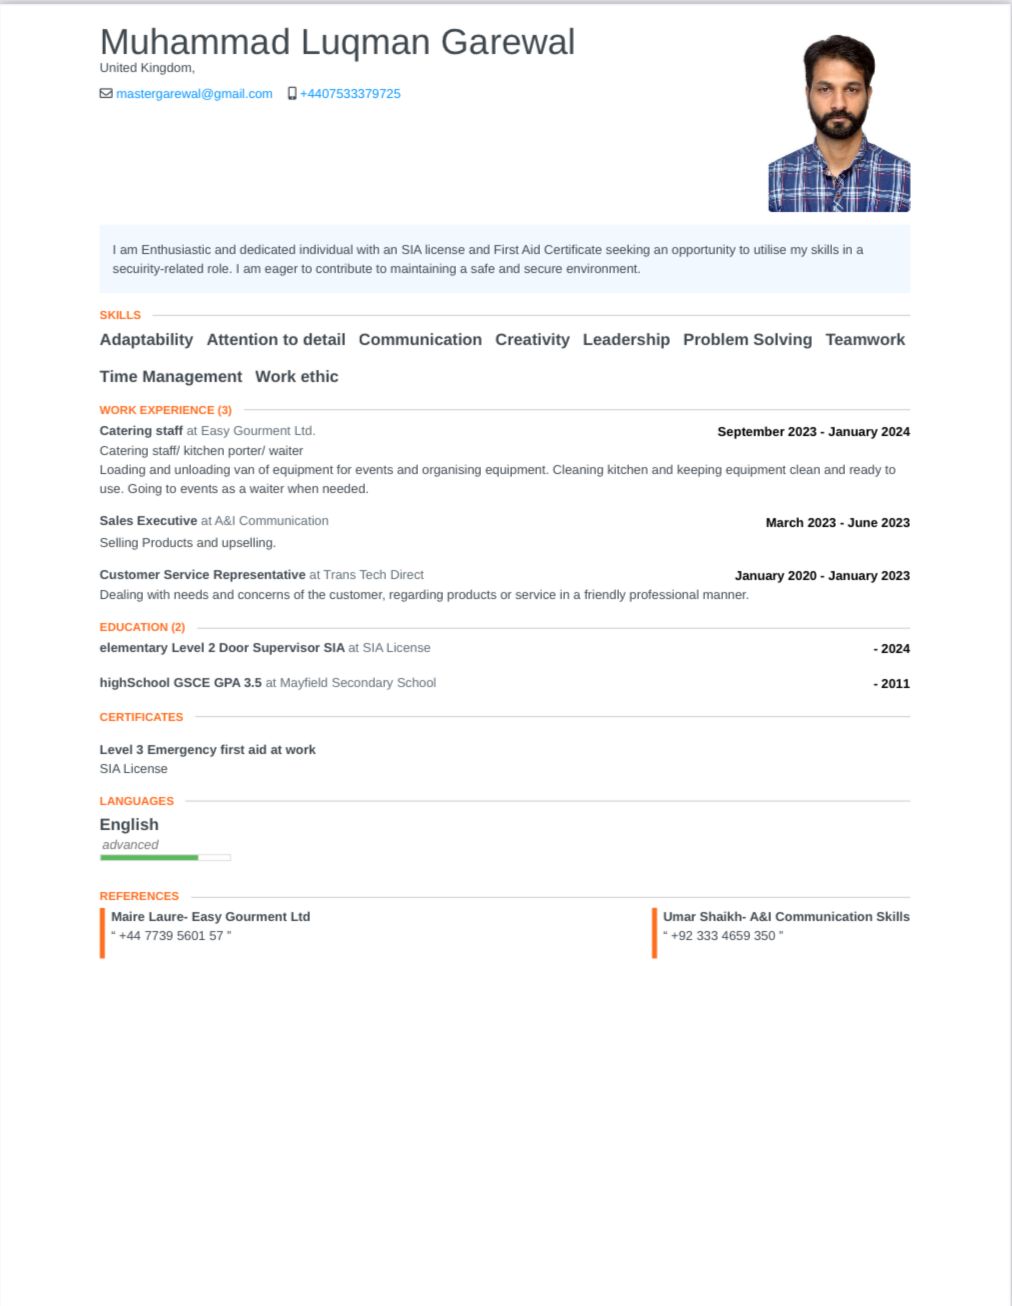 Muhammad Luqman Garewal
United Kingdom,
mastergarewal@gmail.com +4407533379725
I am Enthusiastic and dedicated individual with an SIA license and First Aid Certificate seeking an opportunity to utilise my skills in a
secuirity-related role. I am eager to contribute to maintaining a safe and secure environment.
SKILLS
Adaptability Attention to detail Communication Creativity Leadership Problem Solving Teamwork
Time Management Work ethic
WORK EXPERIENCE (3)
Catering staff at Easy Gourment Ltd. September 2023 - January 2024
Catering staff/ kitchen porter/ waiter
Loading and unloading van of equipment for events and organising equipment. Cleaning kitchen and keeping equipment clean and ready to
use. Going to events as a waiter when needed.
Sales Executive at A&I Communication March 2023 - June 2023
Selling Products and upselling.
Customer Service Representative at Trans Tech Direct January 2020 - January 2023
Dealing with needs and concerns of the customer, regarding products or service in a friendly professional manner.
EDUCATION (2)
elementary Level 2 Door Supervisor SIA at SIA License - 2024
highSchool GSCE GPA 3.5 at Mayfield Secondary School - 2011
CERTIFICATES
Level 3 Emergency first aid at work
SIA License
LANGUAGES
English
advanced
REFERENCES
Maire Laure- Easy Gourment Ltd Umar Shaikh- A&I Communication Skills
“ +44 7739 5601 57 ” “ +92 333 4659 350 ”